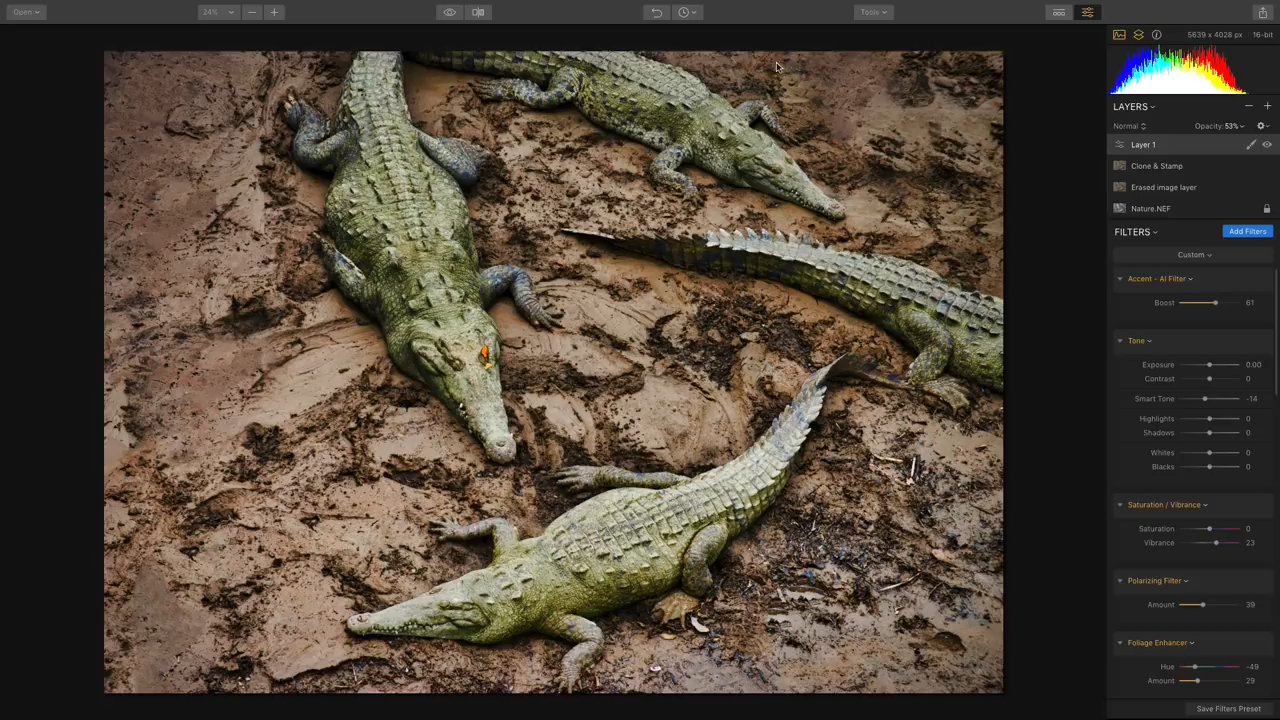 Open
24%
Tools
5639 x 4028 px 16-bit
LAYERS
Normal Opacity: 53%
Layer 1
Clone & Stamp
Erased image layer
Nature.NEF
FILTERS Add Filters
Custom
Accent - AI Filter
Boost 61
Tone
Exposure 0.00
Contrast 0
Smart Tone -14
Highlights 0
Shadows 0
Whites 0
Blacks 0
Saturation / Vibrance
Saturation 0
Vibrance 23
Polarizing Filter
Amount 39
Foliage Enhancer
Hue -49
Amount 29
Save Filters Preset